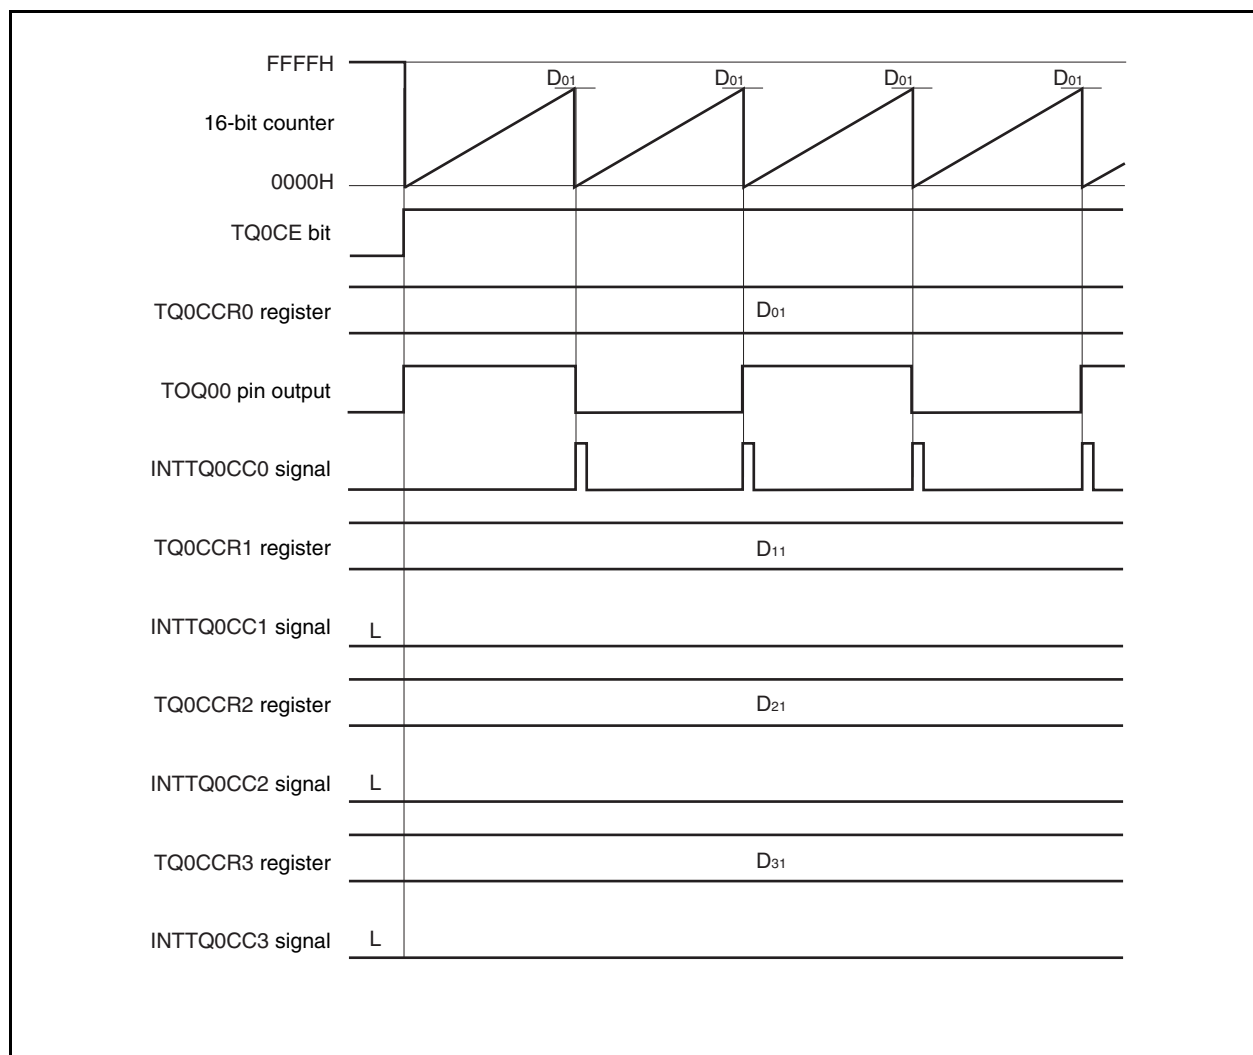 FFFFH
D01 D01 D01 D01
16-bit counter
0000H
TQ0CE bit
TQ0CCR0 register D01
TOQ00 pin output
INTTQ0CC0 signal
TQ0CCR1 register D11
INTTQ0CC1 signal L
TQ0CCR2 register D21
INTTQ0CC2 signal L
TQ0CCR3 register D31
INTTQ0CC3 signal L